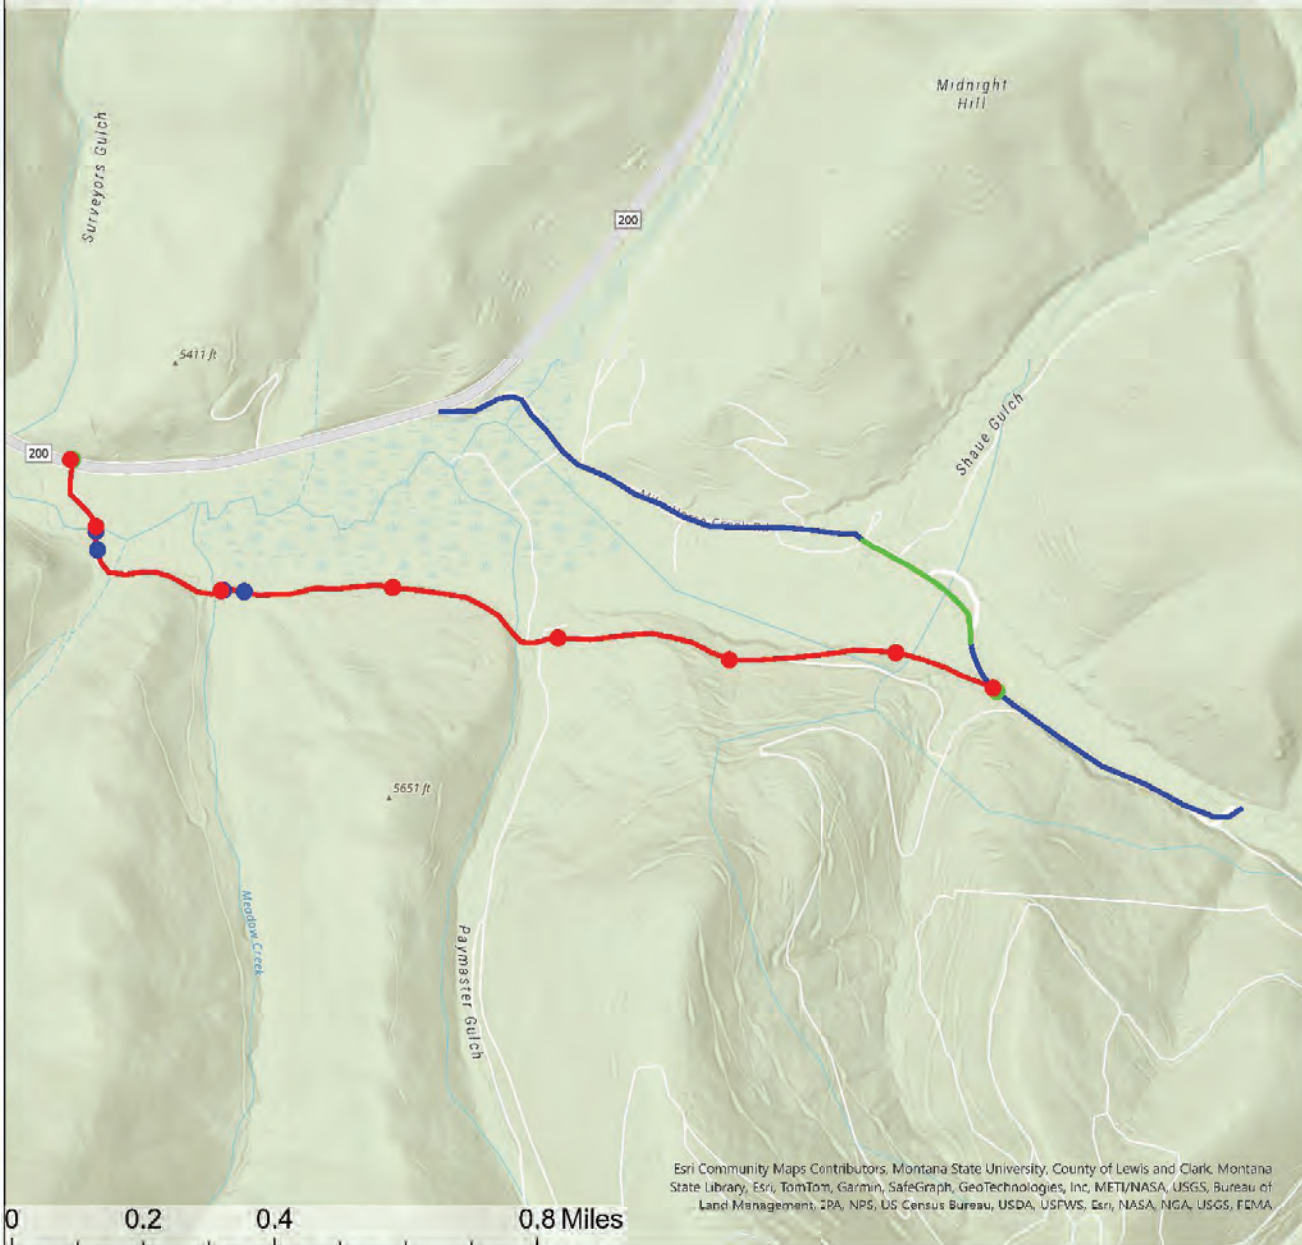 Midnight
Hill
Surveyors Gulch
200
5411 ft
Shaue Gulch
200
5651 ft
Meadow Creek
Paymaster Gulch
Esri Community Maps Contributors, Montana State University, County of Lewis and Clark, Montana
State Library, Esri, TomTom, Garmin, SafeGraph, GeoTechnologies, Inc, METI/NASA, USGS, Bureau of
Land Management, EPA, NPS, US Census Bureau, USDA, USFWS, Esri, NASA, NGA, USGS, FEMA
0 0.2 0.4 0.8 Miles